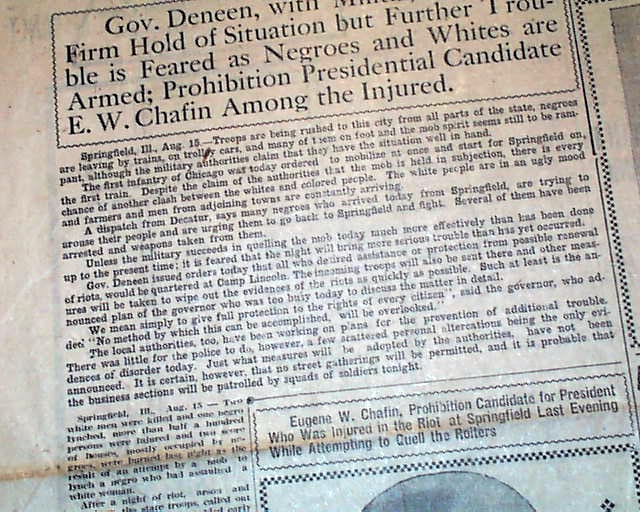 Gov. Deneen, with
Firm Hold of Situation but Further Trou-
ble is Feared as Negroes and Whites are
Armed; Prohibition Presidential Candidate
E. W. Chafin Among the Injured.
Springfield, Ill., Aug. 15.—Troops are being rushed to this city from all parts of the state, negroes
are leaving by trains, on trolley cars, and many of them on foot and the mob spirit seems still to be ram-
pant, although the military authorities claim that they have the situation well in hand.
The first infantry of Chicago was today ordered to mobilize at once and start for Springfield on,
the first train. Despite the claim of the authorities that the mob is held in subjection, there is every
chance of another clash between the whites and colored people. The white people are in an ugly mood
and farmers and men from adjoining towns are constantly arriving.
A dispatch from Decatur, says many negroes who arrived today from Springfield, are trying to
arouse their people and are urging them to go back to Springfield and fight. Several of them have been
arrested and weapons taken from them.
Unless the military succeeds in quelling the mob today much more effectively than has been done
up to the present time; it is feared that the night will bring more serious trouble than has yet occurred.
Gov. Deneen issued orders today that all who desired assistance or protection from possible renewal
of riots, would be quartered at Camp Lincoln. The incoming troops will also be sent there and other meas-
ures will be taken to wipe out the evidences of the riots as quickly as possible. Such at least is the an-
nounced plan of the governor who was too busy today to discuss the matter in detail.
We mean simply to give full protection to the rights of every citizen", said the governor, who ad-
ded: "No method by which this can be accomplished, will be overlooked."
The local authorities, too, have been working on plans for the prevention of additional trouble.
There was little for the police to do, however, a few scattered personal altercations being the only evi-
dences of disorder today. Just what measures will be adopted by the authorities, have not been
announced. It is certain, however, that no street gatherings will be permitted, and it is probable that
the business sections will be patrolled by squads of soldiers tonight.
Springfield, Ill., Aug. 15 — Two
white men were killed and one negro
lynched, more than half a hundred
persons were injured and two score
of houses, mostly occupied by ne-
groes, were burned last night as the
result of an attempt by a mob to
lynch a negro who had assaulted a
white woman.
After a night of riot, arson and
the state troops, called out
early
Eugene W. Chafin, Prohibition Candidate for President
Who Was Injured in the Riot at Springfield Last Evening
While Attempting to Quell the Rioters